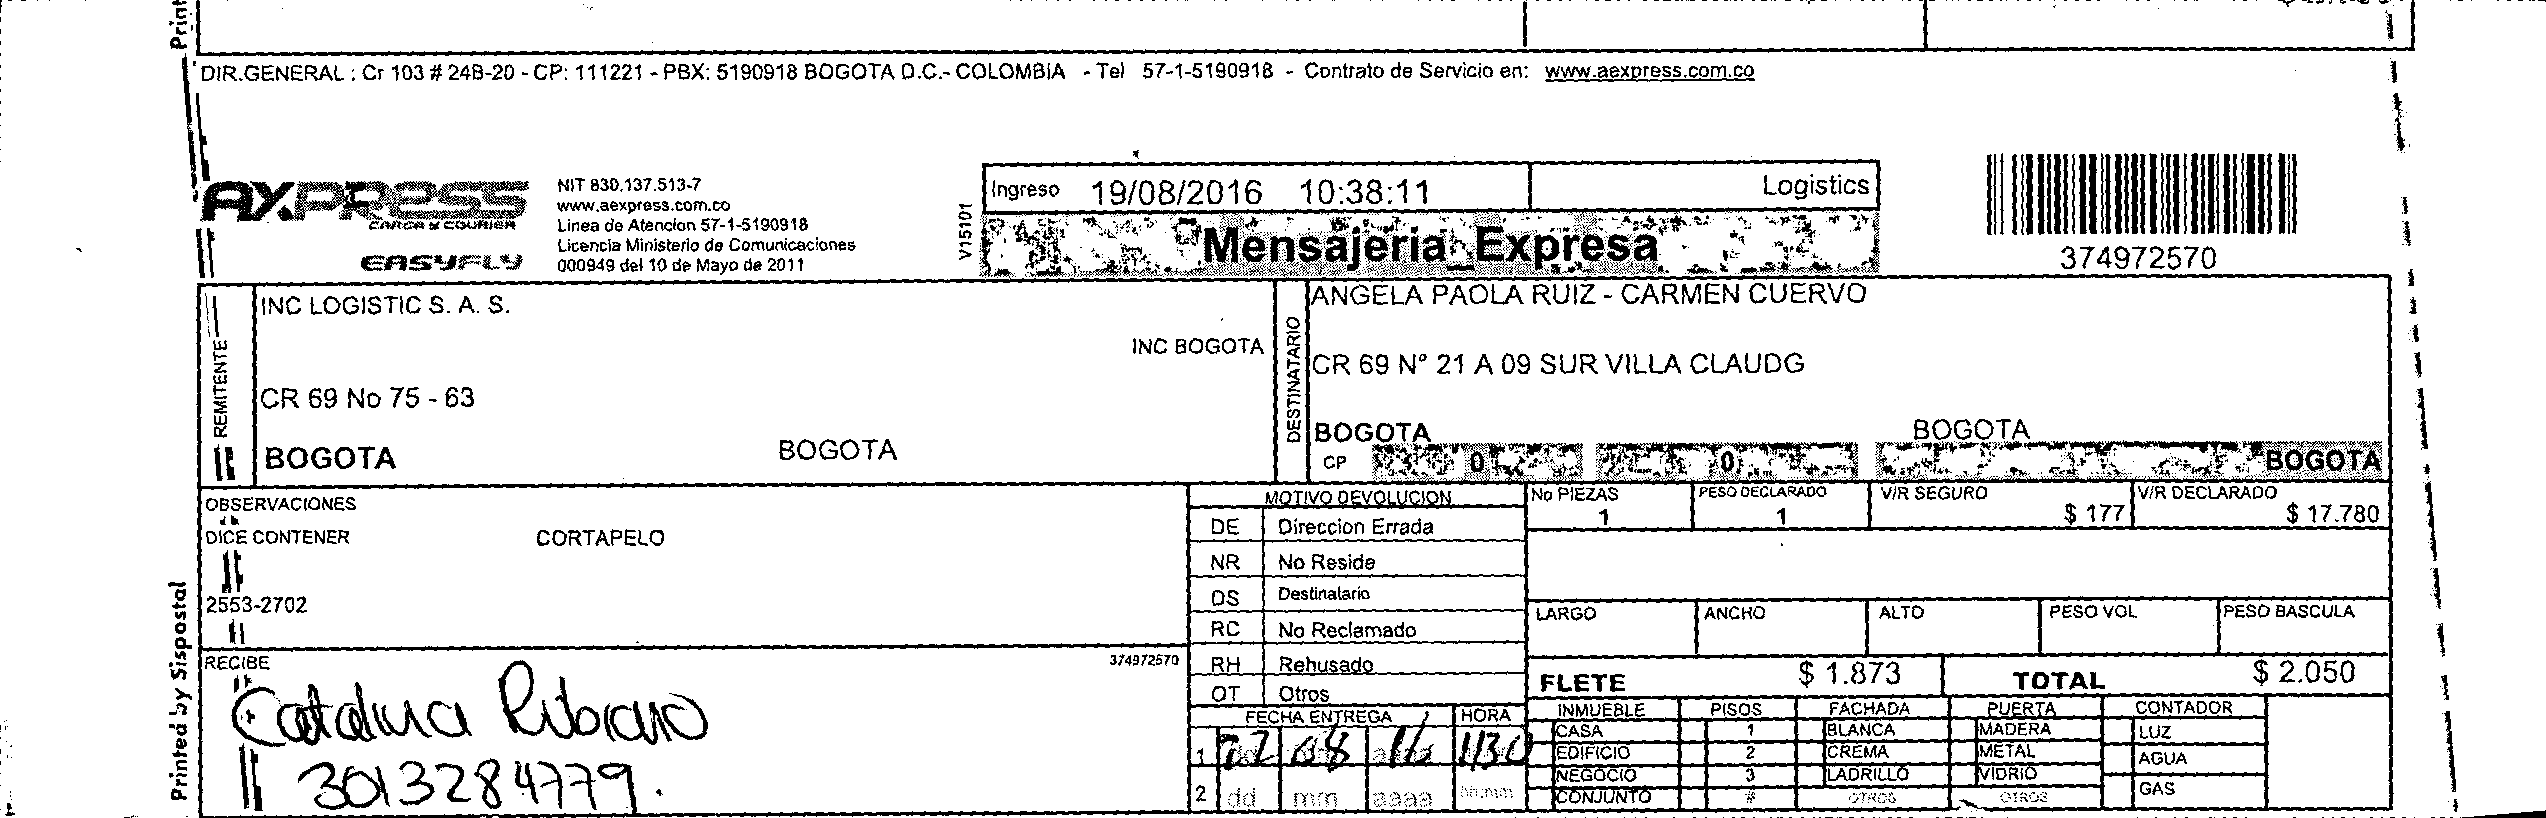 DIR.GENERAL : Cr 103 # 24B-20 - CP: 111221 - PBX: 5190918 BOGOTA D.C.- COLOMBIA - Tel 57-1-5190918 - Contrato de Servicio en: www.aexpress.com.co
AXPRESS
CARGA & COURIER
EASYFLY
NIT 830.137.513-7
www.aexpress.com.co
Linea de Atencion 57-1-5190918
Licencia Ministerio de Comunicaciones
000949 del 10 de Mayo de 2011
V15101
Ingreso 19/08/2016 10:38:11 Logistics
Mensajeria_Expresa
374972570
REMITENTE
INC LOGISTIC S. A. S.
INC BOGOTA
CR 69 No 75 - 63
BOGOTA BOGOTA
DESTINATARIO
ANGELA PAOLA RUIZ - CARMEN CUERVO
CR 69 N° 21 A 09 SUR VILLA CLAUDG
BOGOTA BOGOTA
CP 0 0 BOGOTA
OBSERVACIONES
DICE CONTENER CORTAPELO
2553-2702
MOTIVO DEVOLUCION
DE Direccion Errada
NR No Reside
DS Destinatario
RC No Reclamado
RH Rehusado
OT Otros
No PIEZAS PESO DECLARADO V/R SEGURO V/R DECLARADO
1 1 $ 177 $ 17.780
LARGO ANCHO ALTO PESO VOL PESO BASCULA
FLETE $ 1.873 TOTAL $ 2.050
RECIBE 374972570
Catalina Ribiano
3013284779.
FECHA ENTREGA HORA
1 22 08 16 1130
2 dd mm aaaa hh:mm
INMUEBLE PISOS FACHADA PUERTA CONTADOR
CASA 1 BLANCA MADERA LUZ
EDIFICIO 2 CREMA METAL AGUA
NEGOCIO 3 LADRILLO VIDRIO
CONJUNTO # OTROS OTROS GAS
Printed by Sispostal
Print